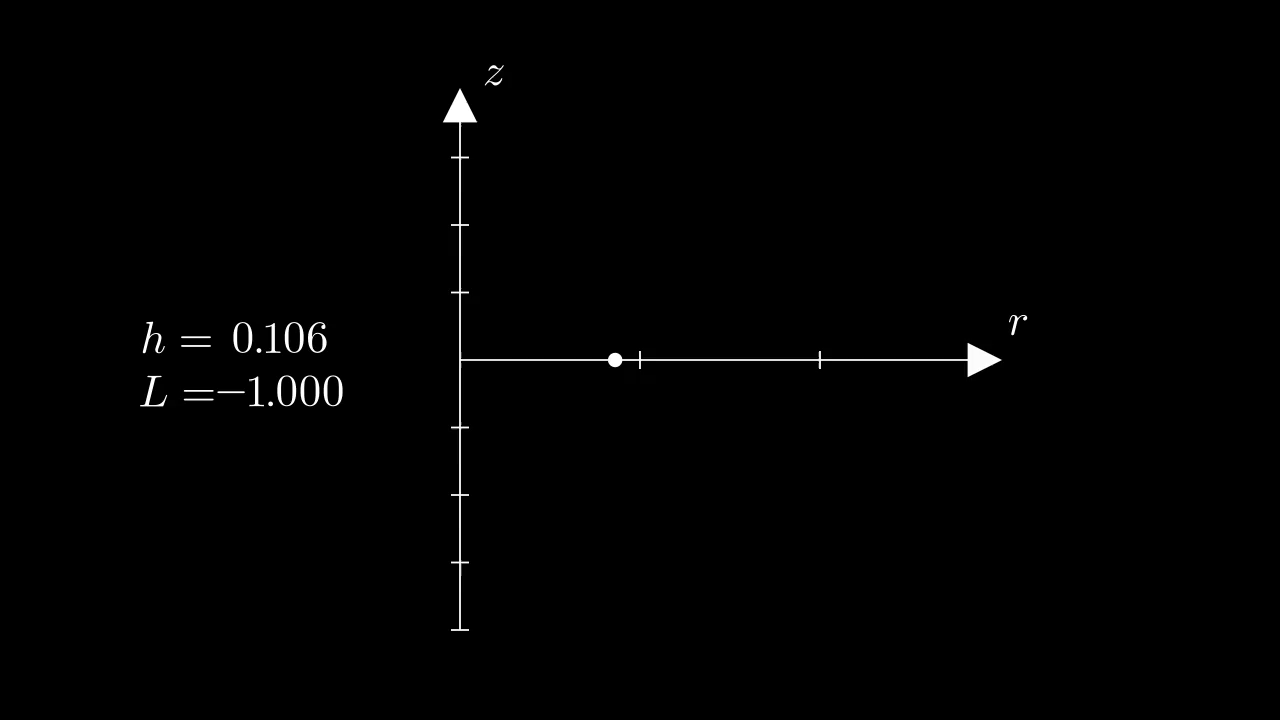 z
r
h = 0.106
L =−1.000